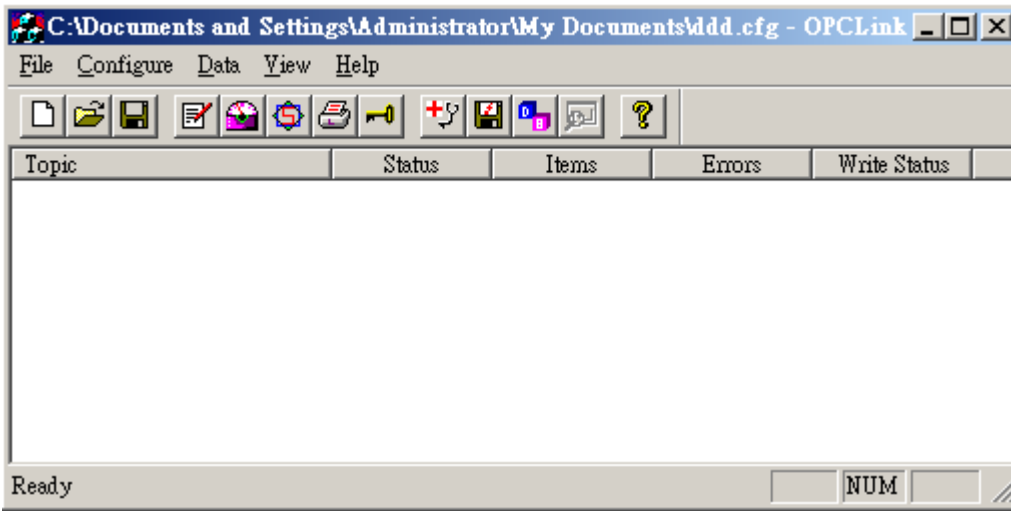 C:\Documents and Settings\Administrator\My Documents\ddd.cfg - OPCLink
File Configure Data View Help
Topic Status Items Errors Write Status
Ready NUM